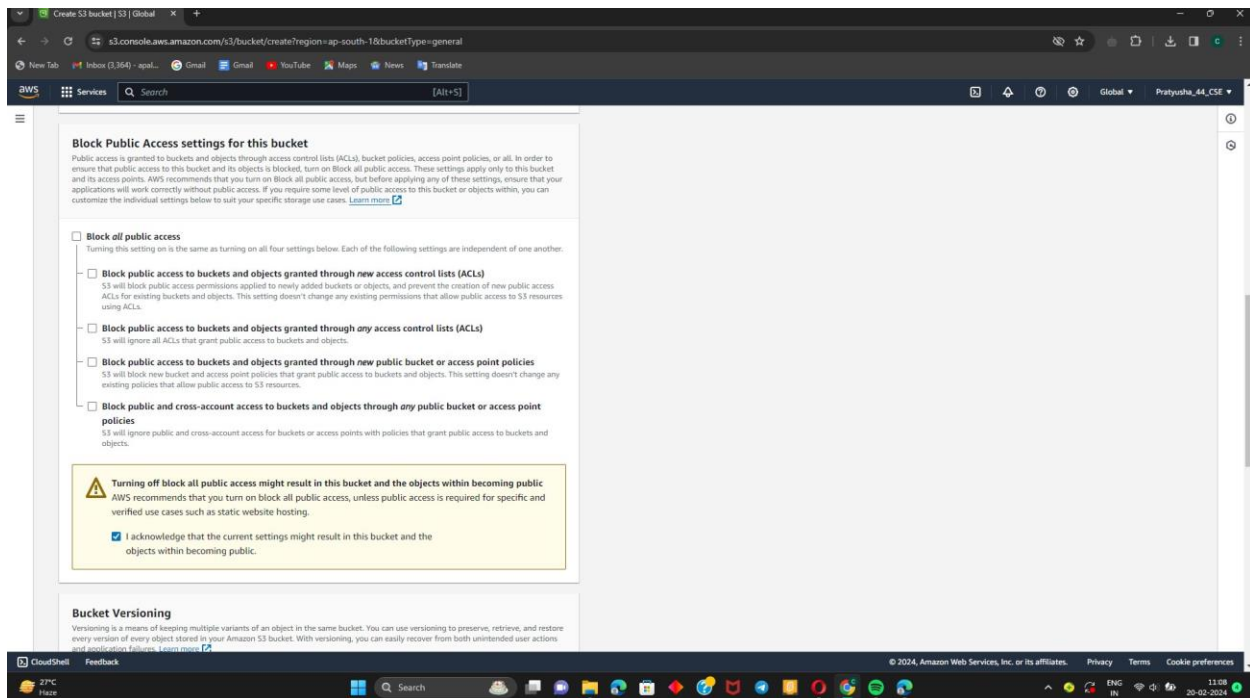 Create S3 bucket | S3 | Global
s3.console.aws.amazon.com/s3/bucket/create?region=ap-south-1&bucketType=general
New Tab Inbox (3,364) - apal... Gmail Gmail YouTube Maps News Translate
aws Services Search [Alt+S] Global Pratyusha_44_CSE
Block Public Access settings for this bucket
Public access is granted to buckets and objects through access control lists (ACLs), bucket policies, access point policies, or all. In order to
ensure that public access to this bucket and its objects is blocked, turn on Block all public access. These settings apply only to this bucket
and its access points. AWS recommends that you turn on Block all public access, but before applying any of these settings, ensure that your
applications will work correctly without public access. If you require some level of public access to this bucket or objects within, you can
customize the individual settings below to suit your specific storage use cases. Learn more
Block all public access
Turning this setting on is the same as turning on all four settings below. Each of the following settings are independent of one another.
Block public access to buckets and objects granted through new access control lists (ACLs)
S3 will block public access permissions applied to newly added buckets or objects, and prevent the creation of new public access
ACLs for existing buckets and objects. This setting doesn't change any existing permissions that allow public access to S3 resources
using ACLs.
Block public access to buckets and objects granted through any access control lists (ACLs)
S3 will ignore all ACLs that grant public access to buckets and objects.
Block public access to buckets and objects granted through new public bucket or access point policies
S3 will block new bucket and access point policies that grant public access to buckets and objects. This setting doesn't change any
existing policies that allow public access to S3 resources.
Block public and cross-account access to buckets and objects through any public bucket or access point
policies
S3 will ignore public and cross-account access for buckets or access points with policies that grant public access to buckets and
objects.
Turning off block all public access might result in this bucket and the objects within becoming public
AWS recommends that you turn on block all public access, unless public access is required for specific and
verified use cases such as static website hosting.
I acknowledge that the current settings might result in this bucket and the
objects within becoming public.
Bucket Versioning
Versioning is a means of keeping multiple variants of an object in the same bucket. You can use versioning to preserve, retrieve, and restore
every version of every object stored in your Amazon S3 bucket. With versioning, you can easily recover from both unintended user actions
and application failures. Learn more
CloudShell Feedback © 2024, Amazon Web Services, Inc. or its affiliates. Privacy Terms Cookie preferences
27°C
Haze
Search
ENG
IN
11:08
20-02-2024